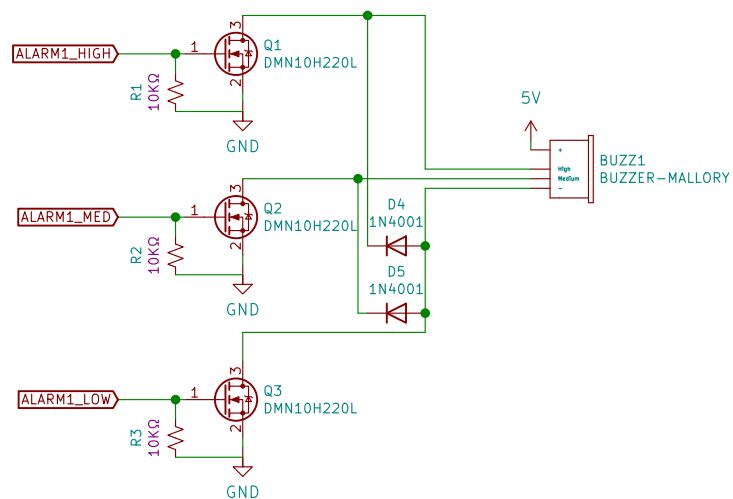 3
ALARM1_HIGH
1
Q1
DMN10H220L
2
R1
10KΩ
GND
5V
+
High
Medium
-
BUZZ1
BUZZER-MALLORY
3
ALARM1_MED
1
Q2
DMN10H220L
2
R2
10KΩ
GND
D4
1N4001
D5
1N4001
3
ALARM1_LOW
1
Q3
DMN10H220L
2
R3
10KΩ
GND